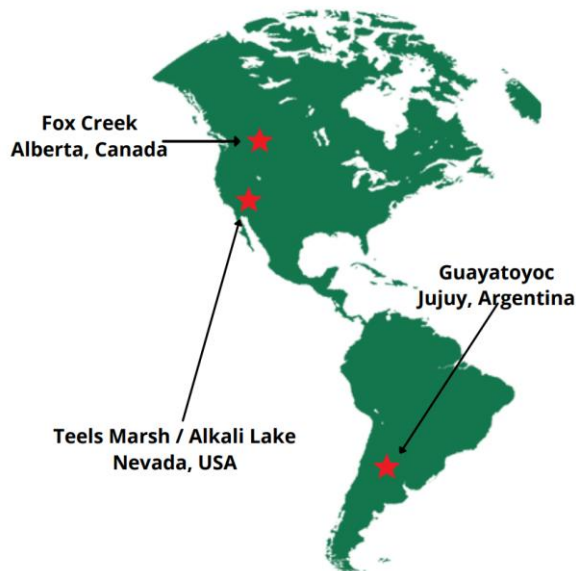 Fox Creek
Alberta, Canada
Guayatoyoc
Jujuy, Argentina
Teels Marsh / Alkali Lake
Nevada, USA